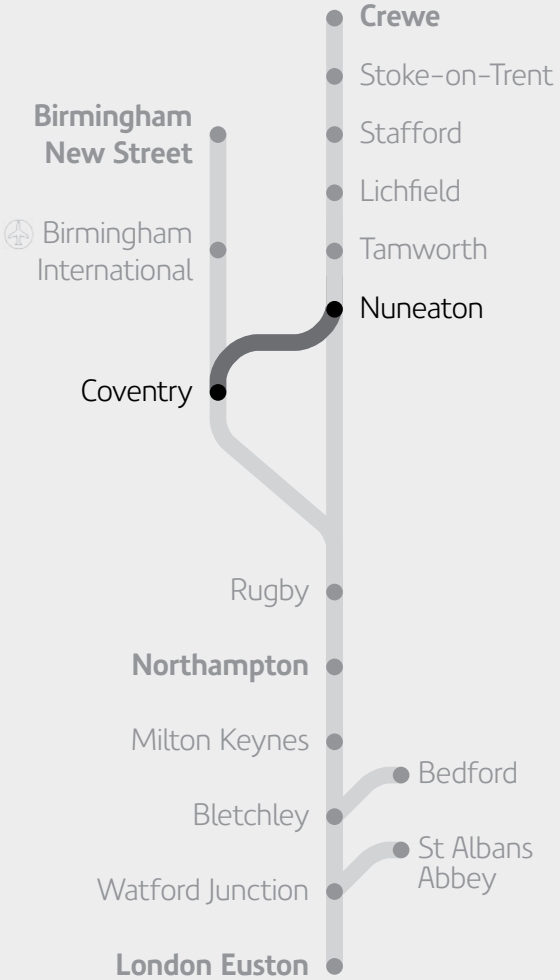 Crewe
Stoke-on-Trent
Birmingham
New Street
Stafford
Lichfield
Birmingham
International
Tamworth
Nuneaton
Coventry
Rugby
Northampton
Milton Keynes
Bedford
Bletchley
St Albans
Abbey
Watford Junction
London Euston